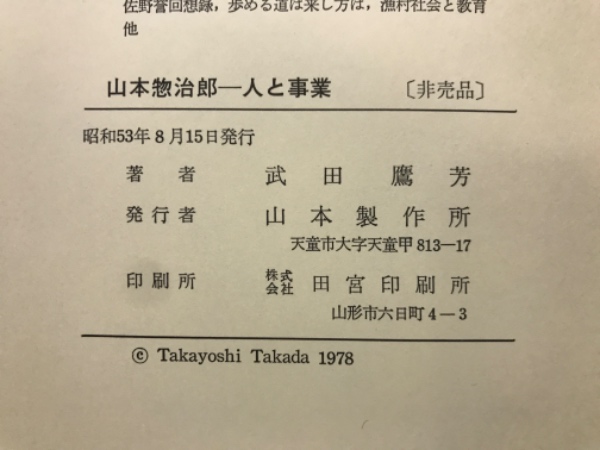 佐野誉回想録，歩める道は来し方は，漁村社会と教育
他
山本惣治郎―人と事業　〔非売品〕
昭和53年8月15日発行
著者　武田鷹芳
発行者　山本製作所
天童市大字天童甲813―17
印刷所　株式会社　田宮印刷所
山形市六日町4―3
© Takayoshi Takada 1978